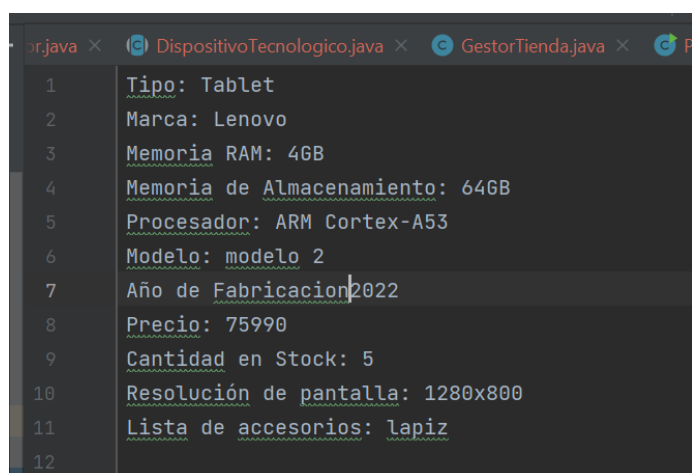 or.java × DispositivoTecnologico.java × GestorTienda.java ×
1 Tipo: Tablet
2 Marca: Lenovo
3 Memoria RAM: 4GB
4 Memoria de Almacenamiento: 64GB
5 Procesador: ARM Cortex-A53
6 Modelo: modelo 2
7 Año de Fabricacion2022
8 Precio: 75990
9 Cantidad en Stock: 5
10 Resolución de pantalla: 1280x800
11 Lista de accesorios: lapiz
12